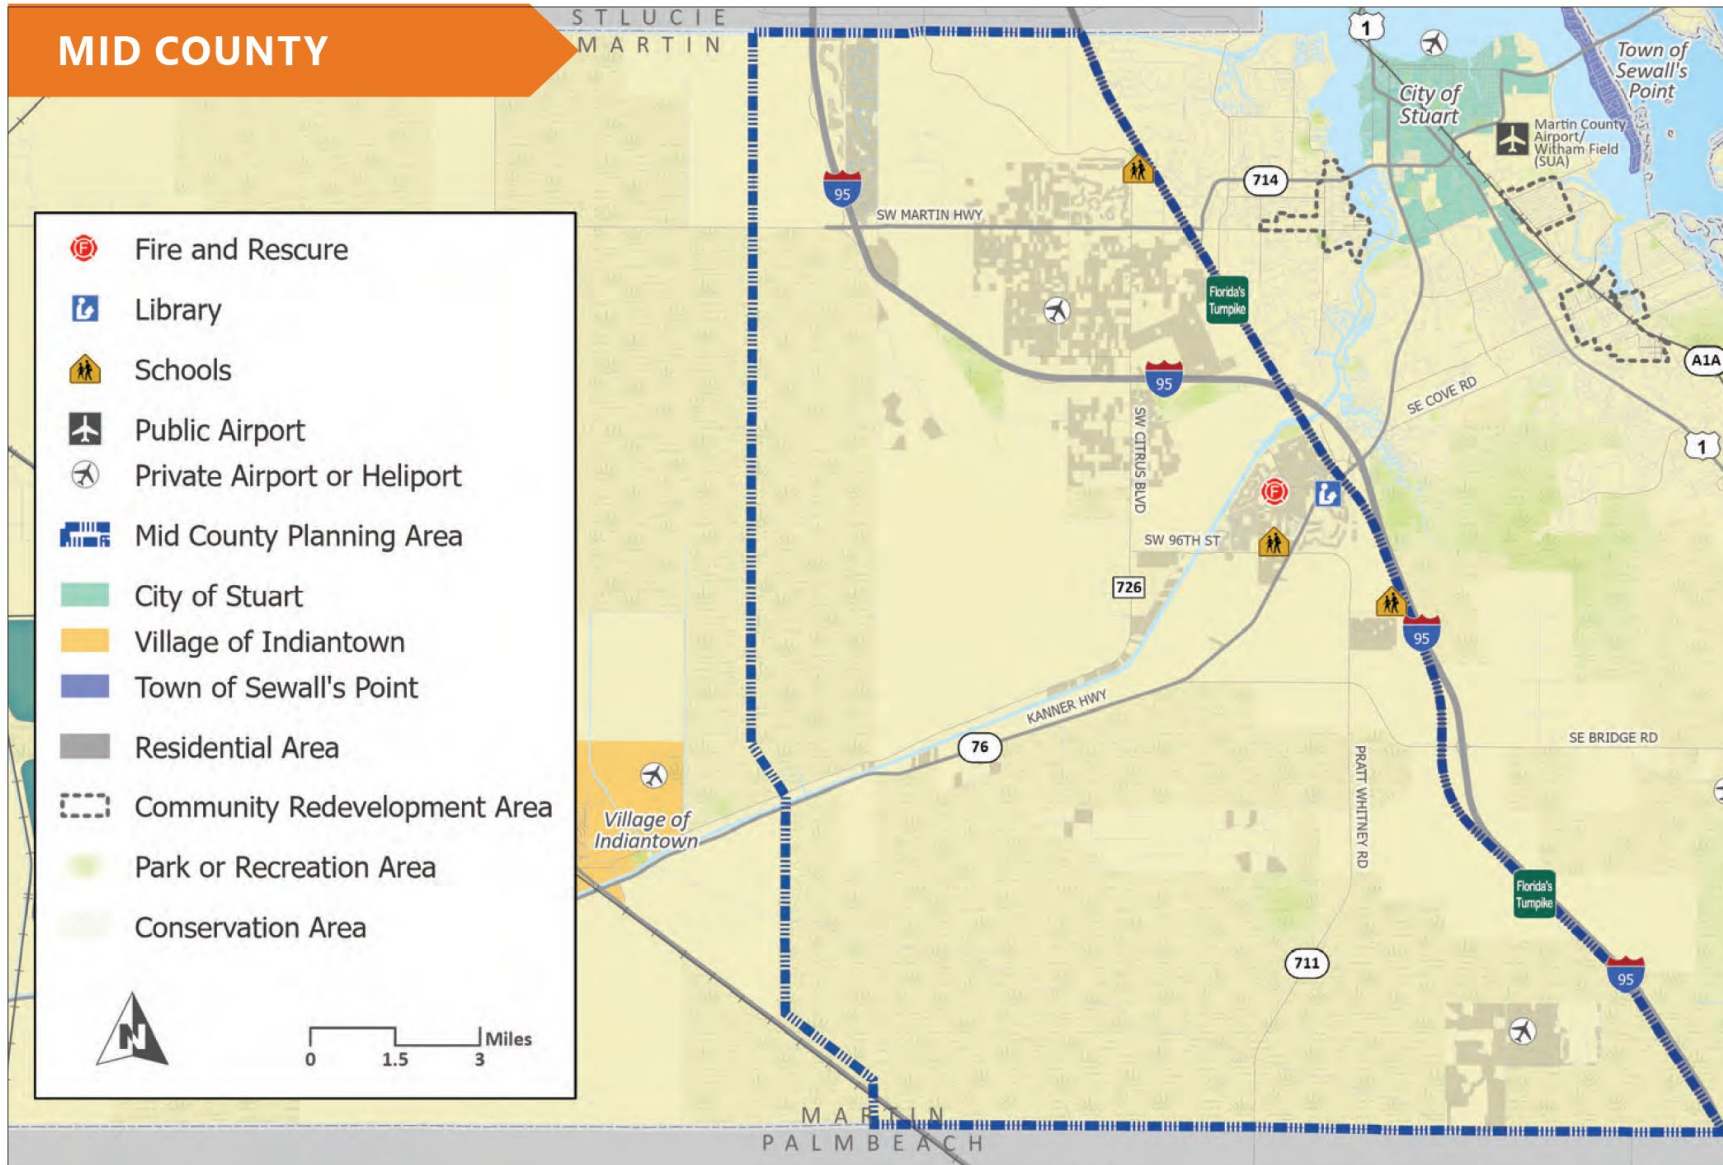 MID COUNTY
STLUCIE
MARTIN
1
Town of
Sewall's
Point
City of
Stuart
Martin County
Airport/
Witham Field
(SUA)
95
714
SW MARTIN HWY
Fire and Rescure
Library
Schools
Public Airport
Private Airport or Heliport
Mid County Planning Area
City of Stuart
Village of Indiantown
Town of Sewall's Point
Residential Area
Community Redevelopment Area
Park or Recreation Area
Conservation Area
N
Miles
0 1.5 3
Florida's
Turnpike
A1A
95
SE COVE RD
SW CITRUS BLVD
1
F
F
SW 96TH ST
726
95
KANNER HWY
76
SE BRIDGE RD
PRATT WHITNEY RD
Village of
Indiantown
Florida's
Turnpike
711
95
MARTIN
PALMBEACH